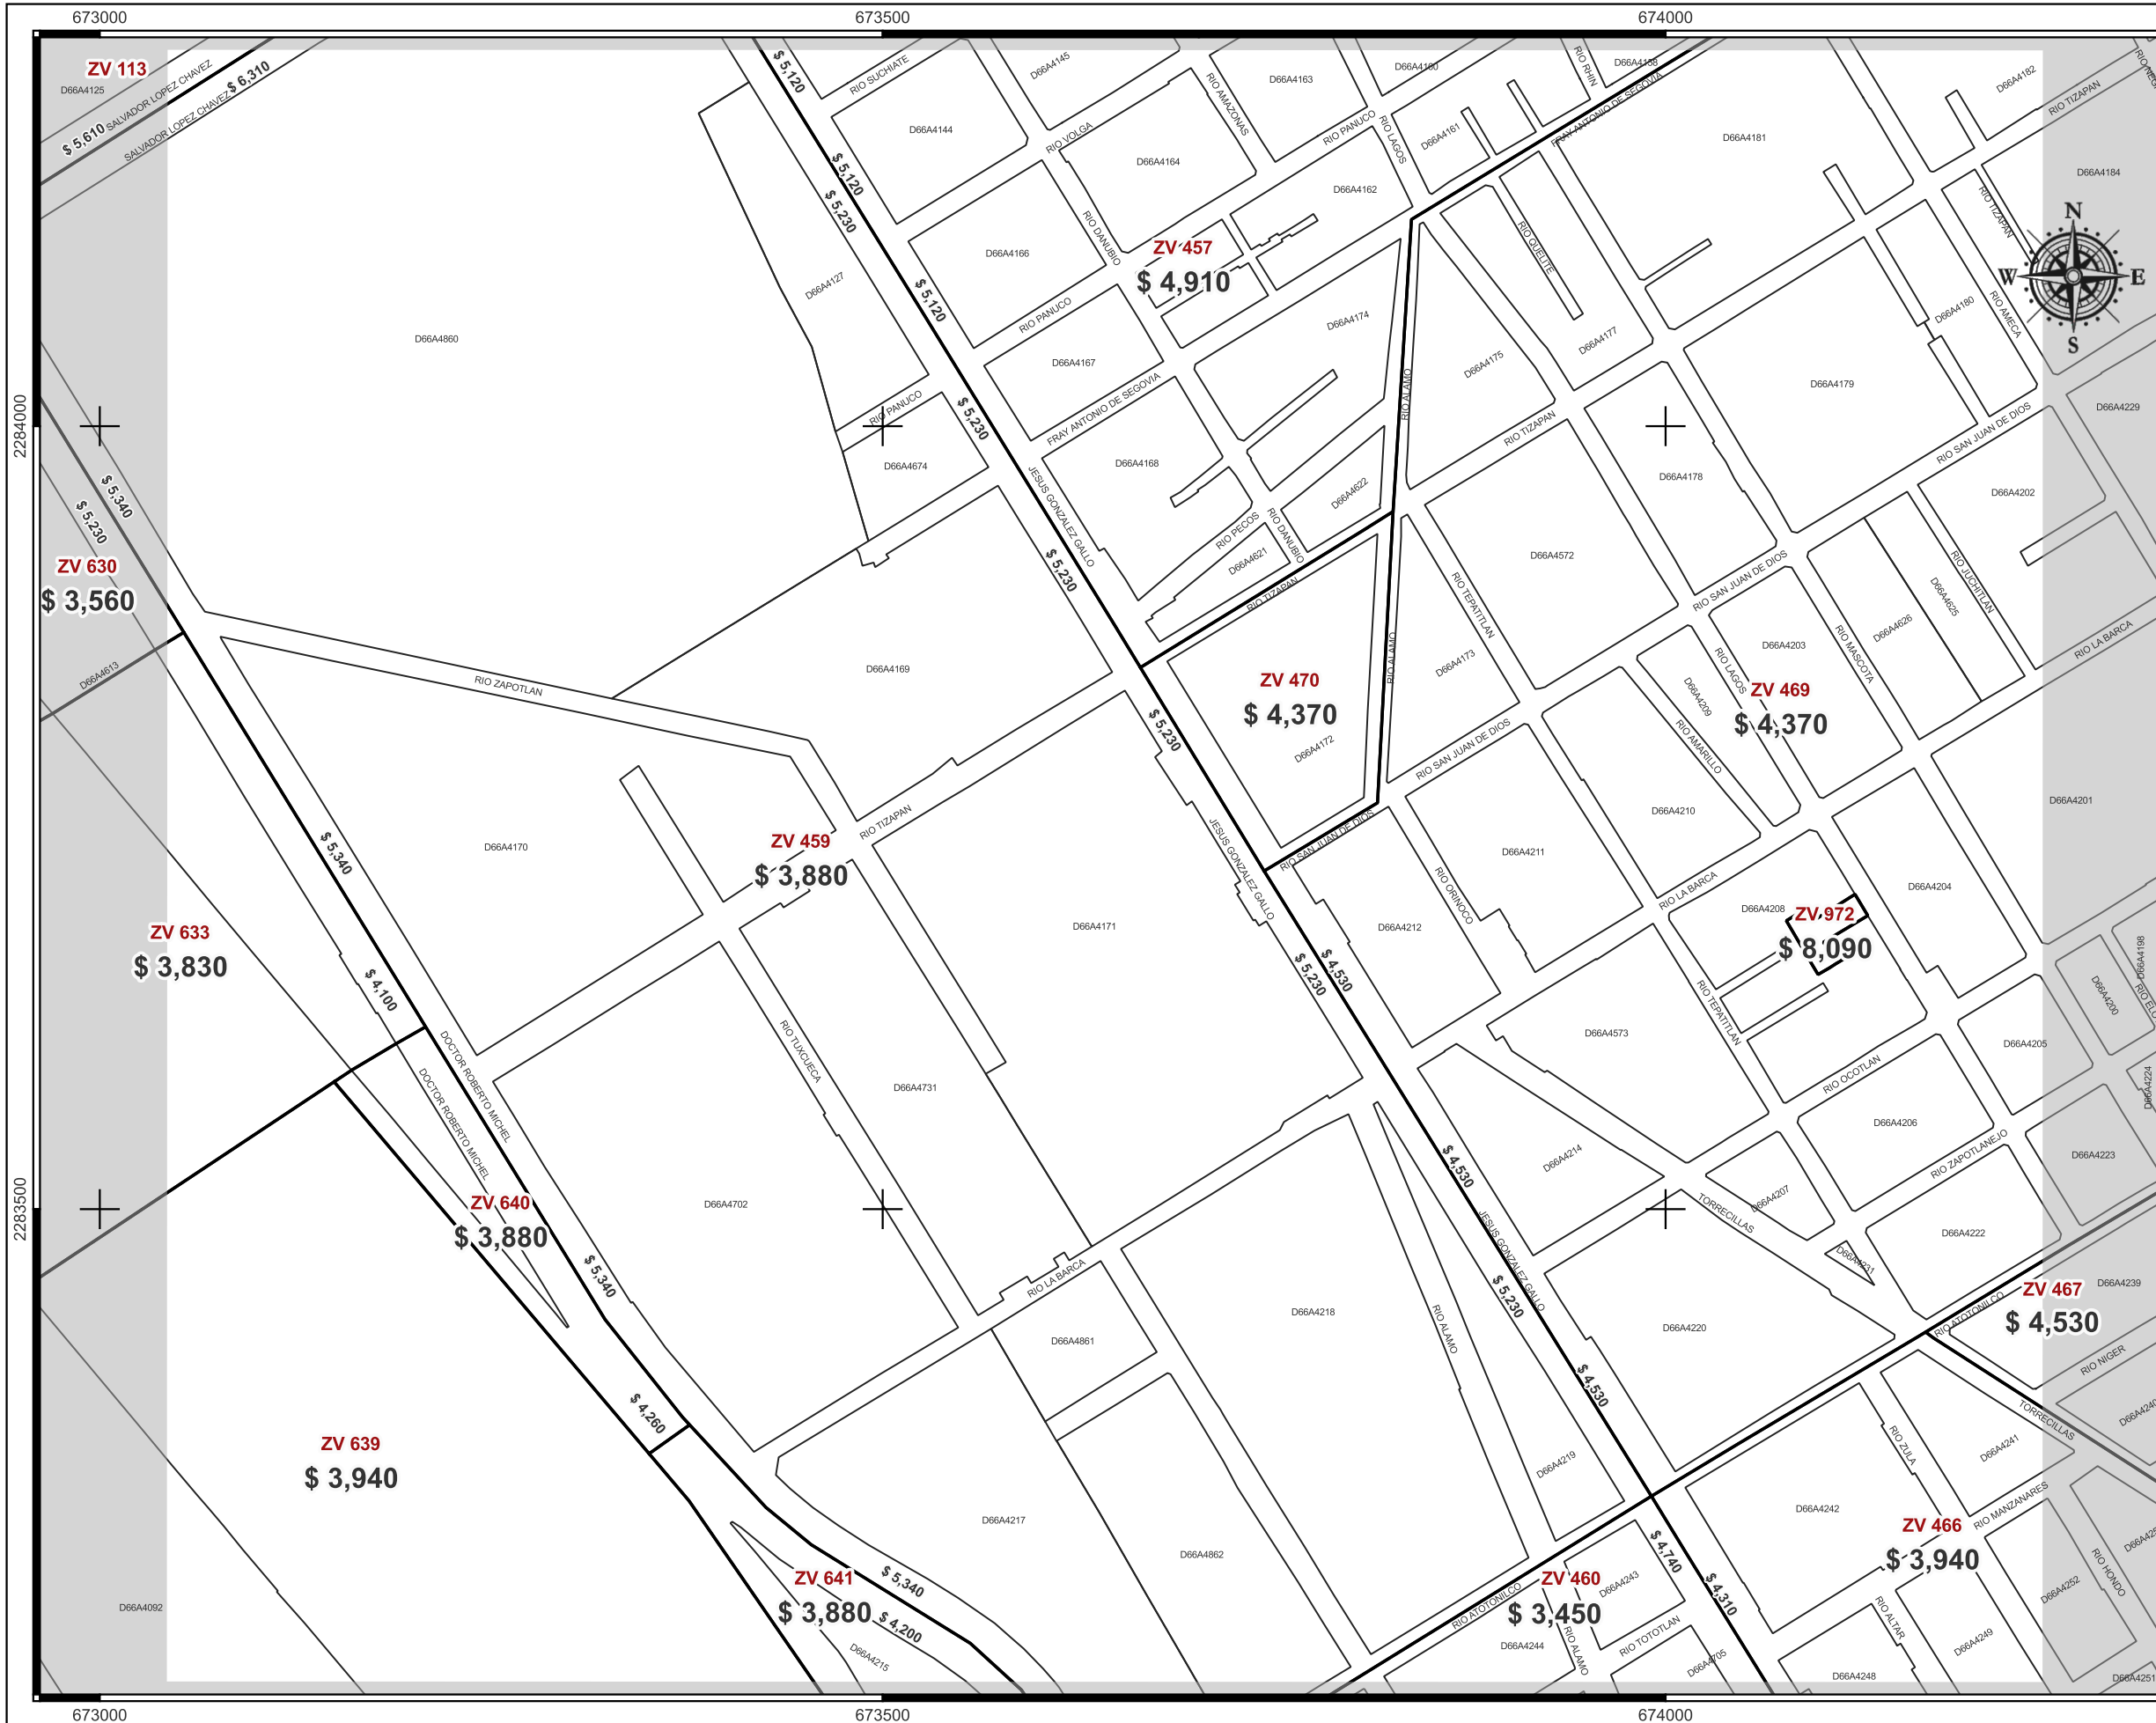 673000
673500
674000
ZV 113
D66A4125
SALVADOR LOPEZ CHAVEZ
$ 6,310
$ 5,610
SALVADOR LOPEZ CHAVEZ
$ 5,120
RIO SUCHIATE
D66A4145
RIO AMAZONAS
D66A4163
D66A4160
RIO RHIN
D66A4158
FRAY ANTONIO DE SEGOVIA
D66A4182
RIO TIZAPAN
D66A4144
RIO VOLGA
D66A4164
RIO PANUCO
RIO LAGOS
D66A4161
D66A4181
D66A4184
$ 5,120
$ 5,230
D66A4162
RIO QUELITE
RIO TIZAPAN
N
W
E
S
D66A4166
RIO DANUBIO
ZV 457
$ 4,910
D66A4127
D66A4860
$ 5,120
RIO PANUCO
D66A4174
D66A4175
D66A4177
D66A4180
RIO AMECA
D66A4167
FRAY ANTONIO DE SEGOVIA
RIO ALAMO
D66A4179
D66A4229
2284000
RIO PANUCO
$ 5,230
RIO TIZAPAN
RIO SAN JUAN DE DIOS
D66A4674
JESUS GONZALEZ GALLO
D66A4168
D66A4622
D66A4178
D66A4202
$ 5,340
$ 5,230
RIO PECOS
RIO DANUBIO
D66A4621
D66A4572
ZV 630
$ 3,560
$ 5,230
RIO TIZAPAN
RIO TEPATITLAN
RIO SAN JUAN DE DIOS
D66A4625
RIO JUCHITLAN
D66A4626
RIO LA BARCA
D66A4613
RIO ZAPOTLAN
D66A4169
ZV 470
$ 4,370
RIO ALAMO
D66A4173
D66A4203
RIO MASCOTA
RIO LAGOS
D66A4209
ZV 469
$ 4,370
$ 5,230
D66A4172
RIO SAN JUAN DE DIOS
RIO AMARILLO
D66A4170
ZV 459
$ 3,880
RIO TIZAPAN
$ 5,340
JESUS GONZALEZ GALLO
RIO SAN JUAN DE DIOS
D66A4211
D66A4210
D66A4201
RIO ORINOCO
RIO LA BARCA
D66A4204
D66A4208
ZV 972
$ 8,090
ZV 633
$ 3,830
D66A4171
D66A4212
$ 4,530
$ 5,230
D66A4198
D66A4200
$ 4,100
RIO TEPATITLAN
D66A4573
D66A4205
DOCTOR ROBERTO MICHEL
DOCTOR ROBERTO MICHEL
RIO TUXCUECA
D66A4731
RIO OCOTLAN
D66A4224
D66A4206
$ 4,530
D66A4214
RIO ZAPOTLANEJO
D66A4223
2283500
ZV 640
$ 3,880
D66A4702
D66A4207
TORRECILLAS
JESUS GONZALEZ GALLO
D66A4222
D66A4231
$ 5,340
RIO LA BARCA
$ 5,230
ZV 467
$ 4,530
D66A4239
RIO ATOTONILCO
D66A4861
D66A4218
RIO ALAMO
D66A4220
RIO NIGER
$ 4,260
$ 4,530
D66A4240
TORRECILLAS
ZV 639
$ 3,940
RIO ZULA
D66A4241
D66A4219
RIO MANZANARES
D66A4217
D66A4242
ZV 466
$ 3,940
D66A4862
$ 4,740
$ 4,310
RIO HONDO
D66A4252
ZV 641
$ 3,880
$ 5,340
$ 4,200
ZV 460
$ 3,450
D66A4243
RIO ATOTONILCO
RIO TOTOTLAN
RIO ALAMO
RIO ALTAR
D66A4092
D66A4215
D66A4244
D66A4705
D66A4248
D66A4249
D66A4251
673000
673500
674000